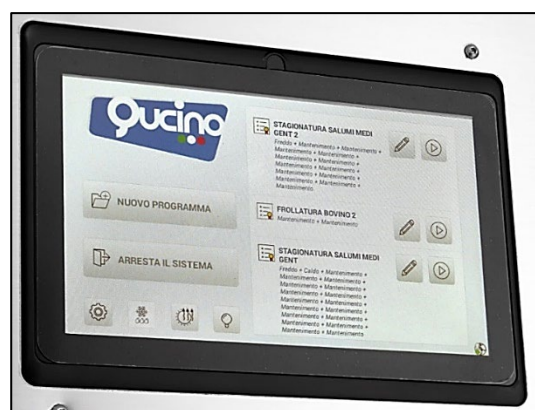 Qucino
NUOVO PROGRAMMA
ARRESTA IL SISTEMA
STAGIONATURA SALUMI MEDI
GENT 2
Freddo + Mantenimento + Mantenimento +
Mantenimento + Mantenimento +
Mantenimento + Mantenimento +
Mantenimento + Mantenimento +
Mantenimento + Mantenimento +
Mantenimento + Mantenimento +
Mantenimento
FROLLATURA BOVINO 2
Mantenimento + Mantenimento
STAGIONATURA SALUMI MEDI
GENT
Freddo + Caldo + Mantenimento +
Mantenimento + Mantenimento +
Mantenimento + Mantenimento +
Mantenimento + Mantenimento +
Mantenimento + Mantenimento +
Mantenimento + Mantenimento +
Mantenimento + Mantenimento +
Mantenimento + Mantenimento